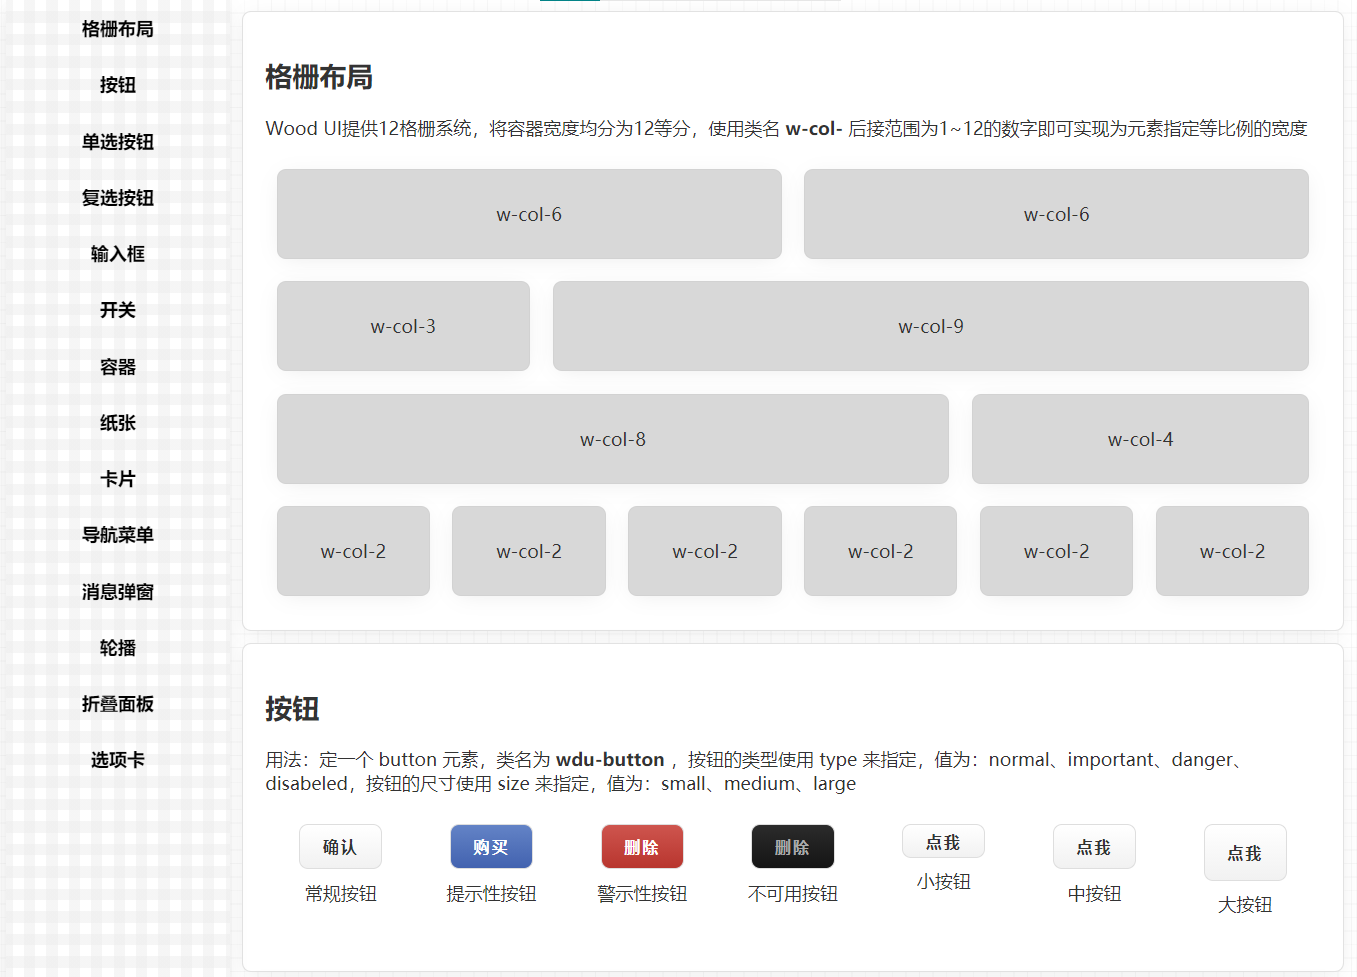 格栅布局
按钮
单选按钮
复选按钮
输入框
开关
容器
纸张
卡片
导航菜单
消息弹窗
轮播
折叠面板
选项卡
格栅布局
Wood UI提供12格栅系统，将容器宽度均分为12等分，使用类名 w-col- 后接范围为1~12的数字即可实现为元素指定等比例的宽度
w-col-6 w-col-6
w-col-3 w-col-9
w-col-8 w-col-4
w-col-2 w-col-2 w-col-2 w-col-2 w-col-2 w-col-2
按钮
用法：定一个 button 元素，类名为 wdu-button ，按钮的类型使用 type 来指定，值为：normal、important、danger、
disabeled，按钮的尺寸使用 size 来指定，值为：small、medium、large
确认 购买 删除 删除 点我 点我 点我
常规按钮 提示性按钮 警示性按钮 不可用按钮 小按钮 中按钮 大按钮